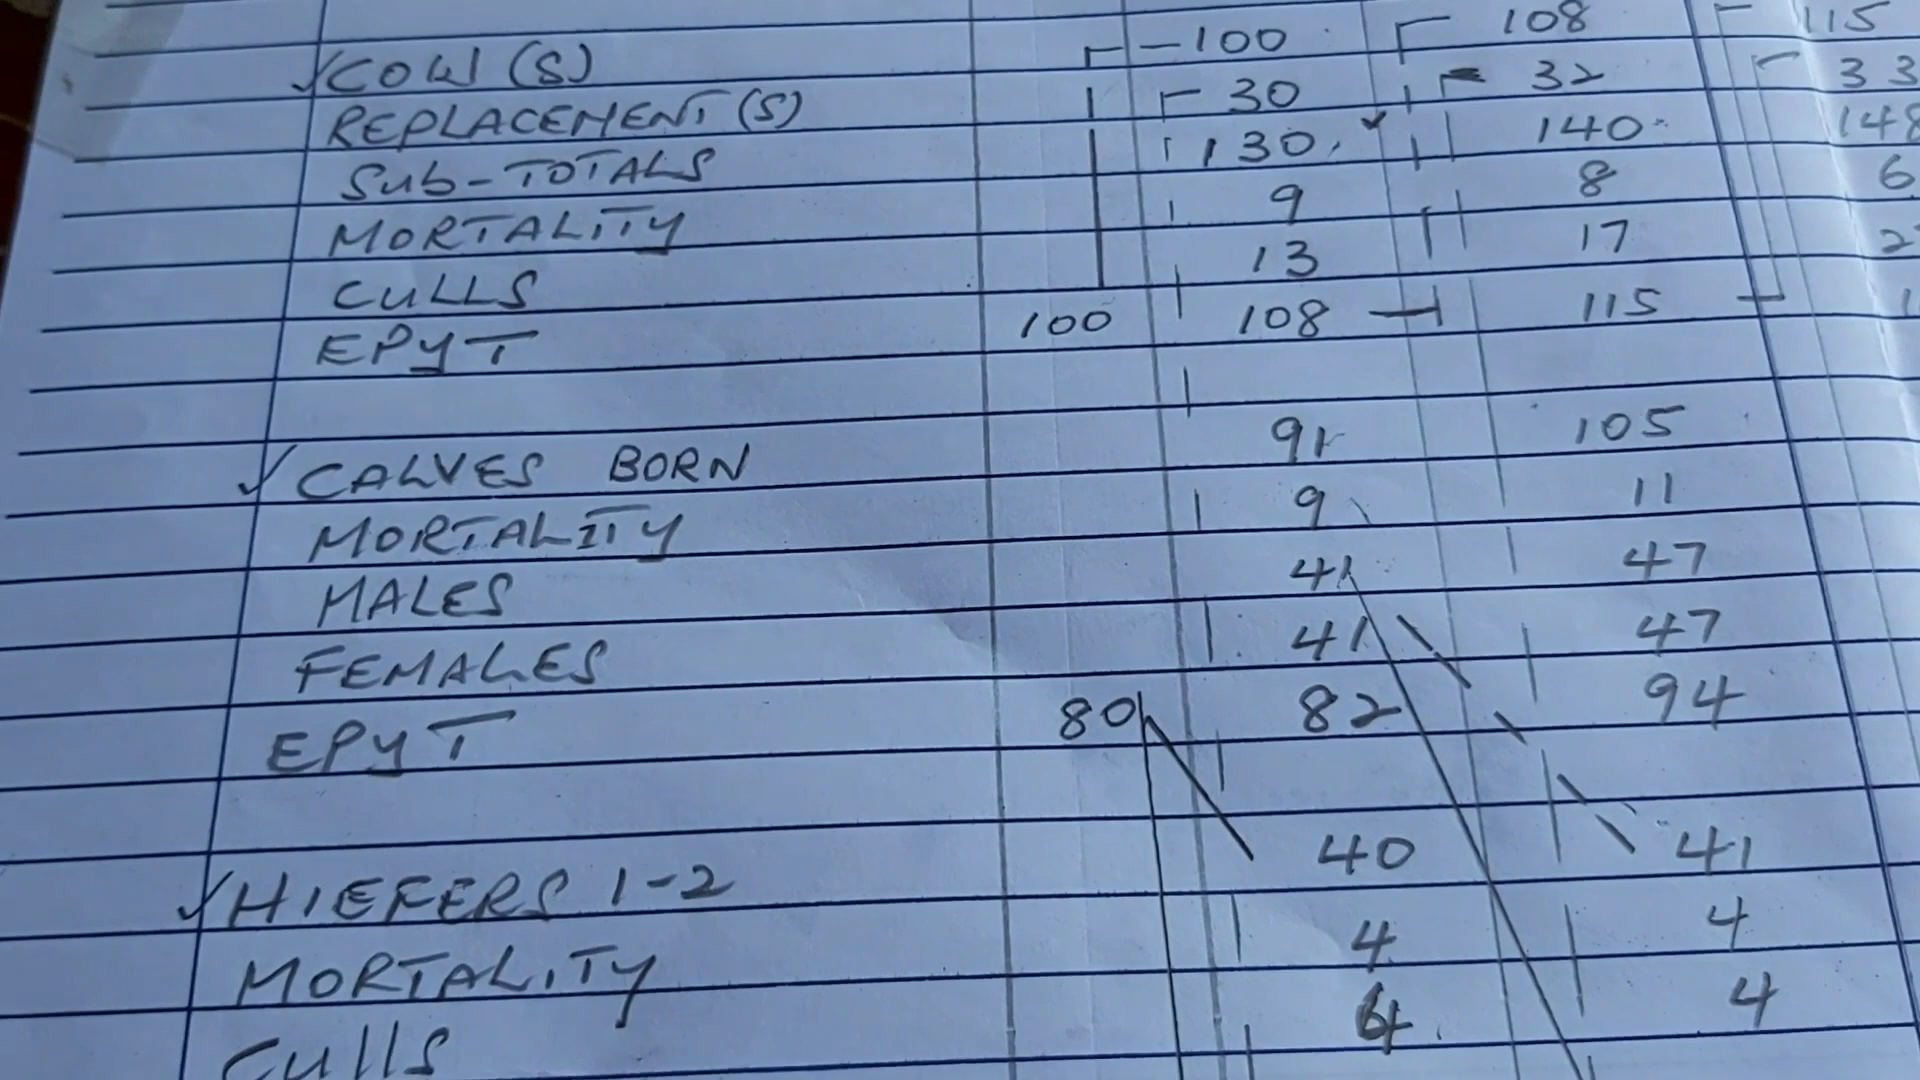 COW (S) -100 108 115
REPLACEMENT (S) 30 32 33
SUb-TOTALS 130 140 148
MORTALITY 9 8 6
CULLS 13 17
EPYT 100 108 115
CALVES BORN 91 105
MORTALITY 9 11
MALES 41 47
FEMALES 41 47
EPYT 80 82 94
HIEFERS 1-2 40 41
MORTALITY 4 4
Culls 4